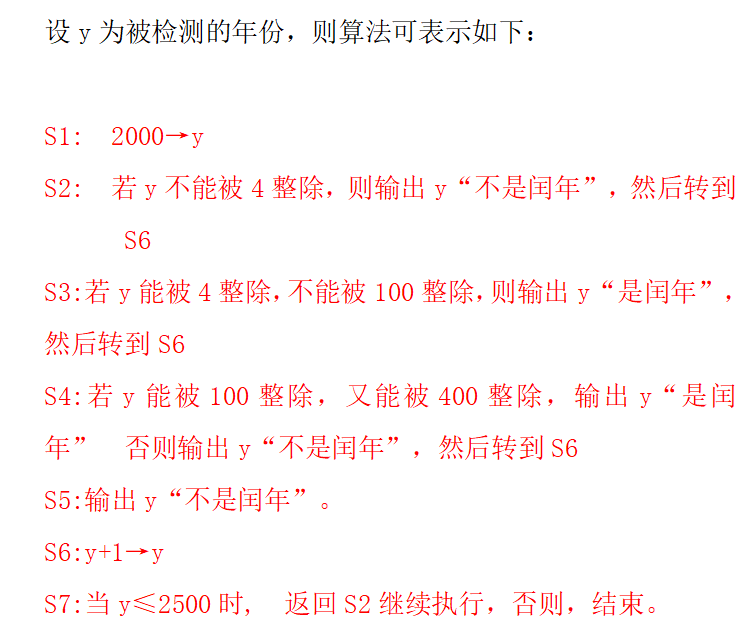 设 y 为被检测的年份，则算法可表示如下：
S1:  2000→y
S2:  若 y 不能被 4 整除，则输出 y“不是闰年”，然后转到
S6
S3:若 y 能被 4 整除，不能被 100 整除，则输出 y“是闰年”，
然后转到 S6
S4:若 y 能被 100 整除，又能被 400 整除，输出 y“是闰
年”  否则输出 y“不是闰年”，然后转到 S6
S5:输出 y“不是闰年”。
S6:y+1→y
S7:当 y≤2500 时,  返回 S2 继续执行，否则，结束。